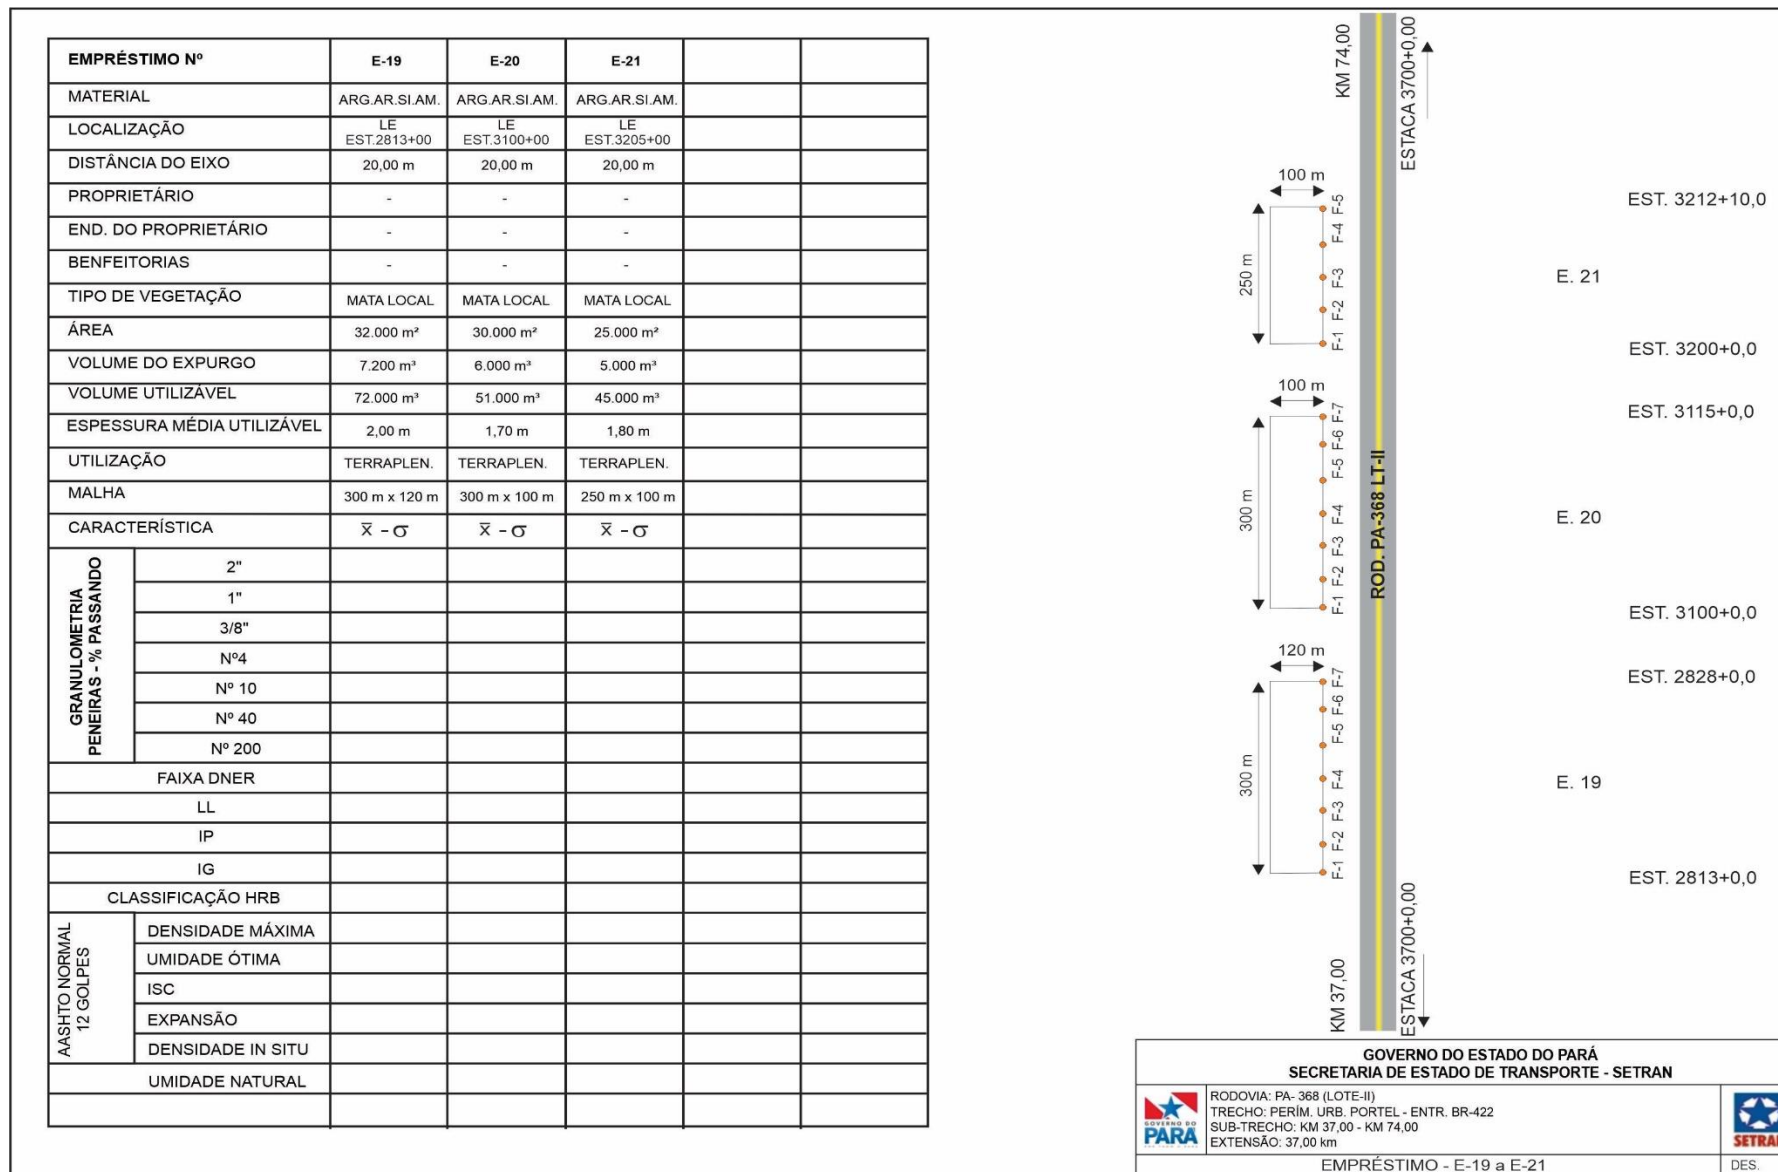 EMPRÉSTIMO Nº E-19 E-20 E-21
MATERIAL ARG.AR.SI.AM. ARG.AR.SI.AM. ARG.AR.SI.AM.
LOCALIZAÇÃO LE EST.2813+00 LE EST.3100+00 LE EST.3205+00
DISTÂNCIA DO EIXO 20,00 m 20,00 m 20,00 m
PROPRIETÁRIO - - -
END. DO PROPRIETÁRIO - - -
BENFEITORIAS - - -
TIPO DE VEGETAÇÃO MATA LOCAL MATA LOCAL MATA LOCAL
ÁREA 32.000 m² 30.000 m² 25.000 m²
VOLUME DO EXPURGO 7.200 m³ 6.000 m³ 5.000 m³
VOLUME UTILIZÁVEL 72.000 m³ 51.000 m³ 45.000 m³
ESPESSURA MÉDIA UTILIZÁVEL 2,00 m 1,70 m 1,80 m
UTILIZAÇÃO TERRAPLEN. TERRAPLEN. TERRAPLEN.
MALHA 300 m x 120 m 300 m x 100 m 250 m x 100 m
CARACTERÍSTICA x̄ - σ x̄ - σ x̄ - σ
GRANULOMETRIA
PENEIRAS - % PASSANDO
2"
1"
3/8"
Nº4
Nº 10
Nº 40
Nº 200
FAIXA DNER
LL
IP
IG
CLASSIFICAÇÃO HRB
AASHTO NORMAL
12 GOLPES
DENSIDADE MÁXIMA
UMIDADE ÓTIMA
ISC
EXPANSÃO
DENSIDADE IN SITU
UMIDADE NATURAL
KM 74,00
ESTACA 3700+0,00
100 m
250 m
F-5
F-4
F-3
F-2
F-1
EST. 3212+10,0
E. 21
EST. 3200+0,0
100 m
300 m
F-7
F-6
F-5
F-4
F-3
F-2
F-1
EST. 3115+0,0
E. 20
EST. 3100+0,0
ROD. PA-368 LT-II
120 m
300 m
F-7
F-6
F-5
F-4
F-3
F-2
F-1
EST. 2828+0,0
E. 19
EST. 2813+0,0
KM 37,00
ESTACA 3700+0,00
GOVERNO DO ESTADO DO PARÁ
SECRETARIA DE ESTADO DE TRANSPORTE - SETRAN
GOVERNO DO
PARÁ
RODOVIA: PA- 368 (LOTE-II)
TRECHO: PERÍM. URB. PORTEL - ENTR. BR-422
SUB-TRECHO: KM 37,00 - KM 74,00
EXTENSÃO: 37,00 km
SETRAN
EMPRÉSTIMO - E-19 a E-21
DES.